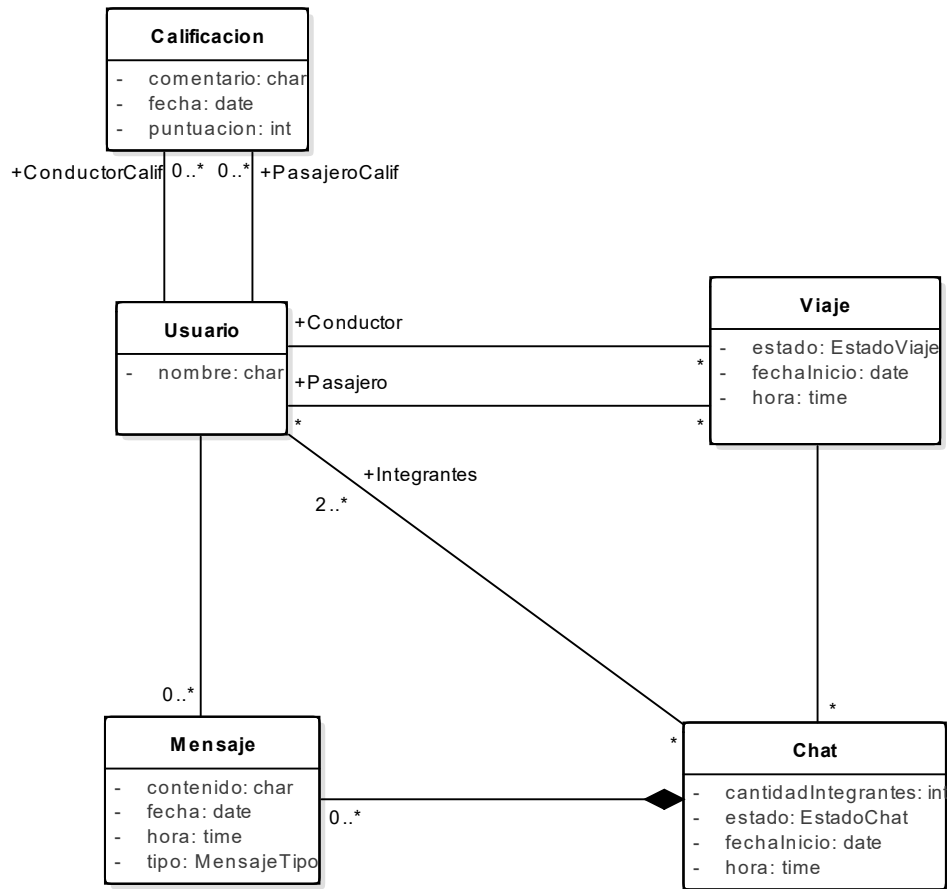 Calificacion
- comentario: char
- fecha: date
- puntuacion: int
+ConductorCalif 0..* 0..* +PasajeroCalif
Usuario
- nombre: char
+Conductor
*
+Pasajero
*
*
Viaje
- estado: EstadoViaje
- fechaInicio: date
- hora: time
+Integrantes
2..*
0..*
*
*
Mensaje
- contenido: char
- fecha: date
- hora: time
- tipo: MensajeTipo
0..*
Chat
- cantidadIntegrantes: int
- estado: EstadoChat
- fechaInicio: date
- hora: time